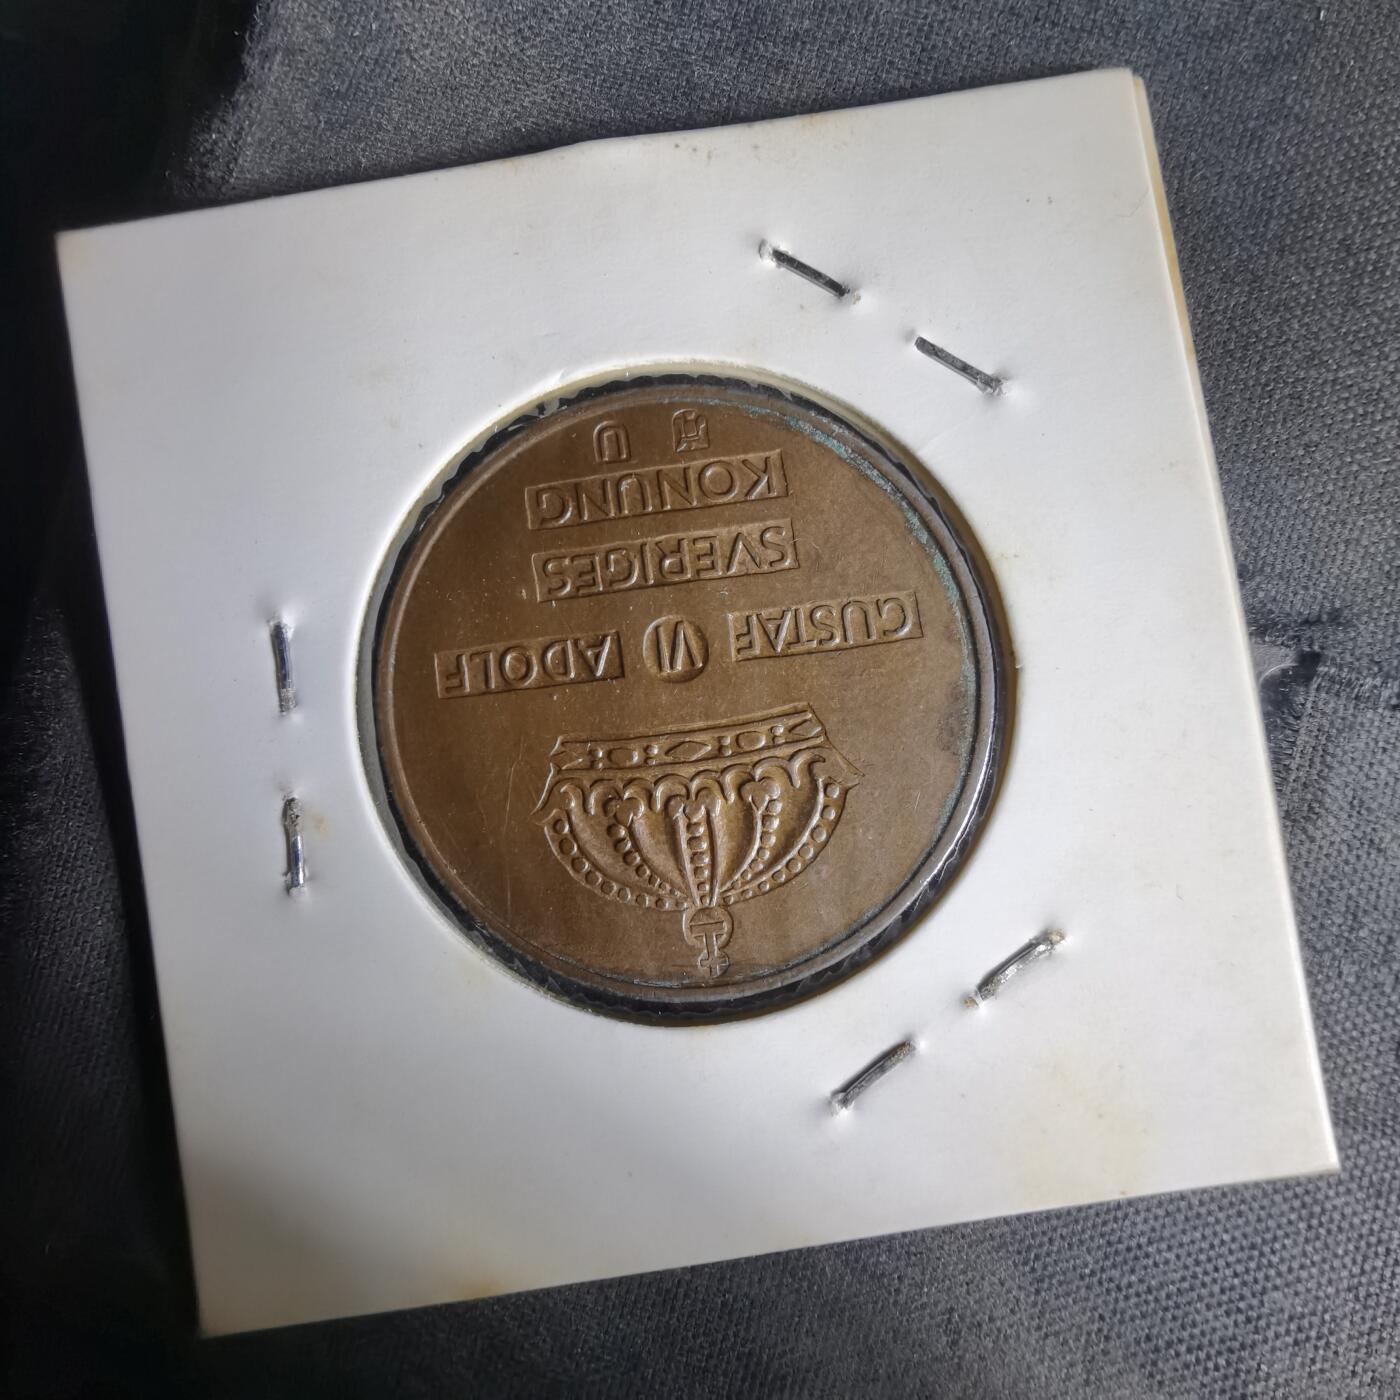 GUSTAF VI ADOLF
SVERIGES
KONUNG
U